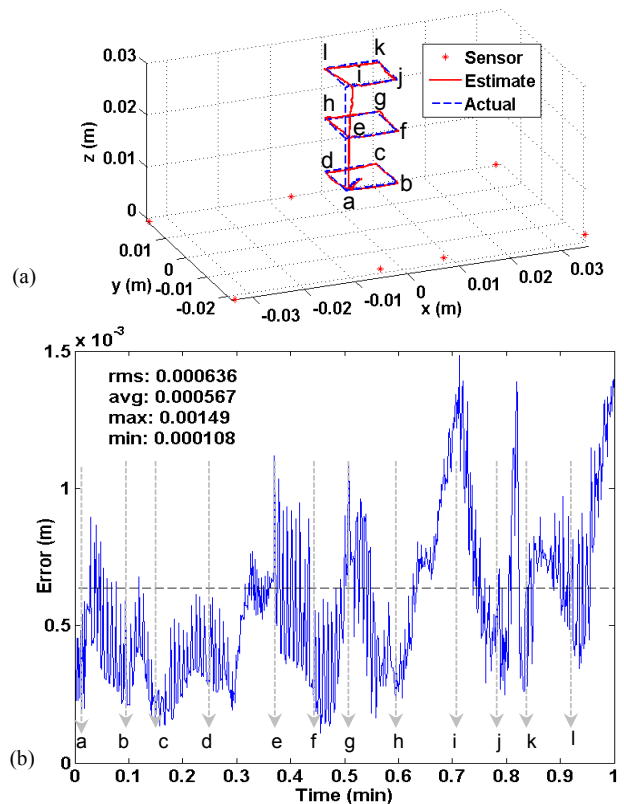 0.03
0.02
0.01
0
z (m)
0.01
0
-0.01
-0.02
y (m)
-0.03
-0.02
-0.01
0
0.01
0.02
0.03
x (m)
l
k
i
j
h
g
e
f
d
c
a
b
Sensor
Estimate
Actual
(a)
x 10⁻³
1.5
1
0.5
0
Error (m)
rms: 0.000636
avg: 0.000567
max: 0.00149
min: 0.000108
a b c d e f g h i j k l
0 0.1 0.2 0.3 0.4 0.5 0.6 0.7 0.8 0.9 1
Time (min)
(b)